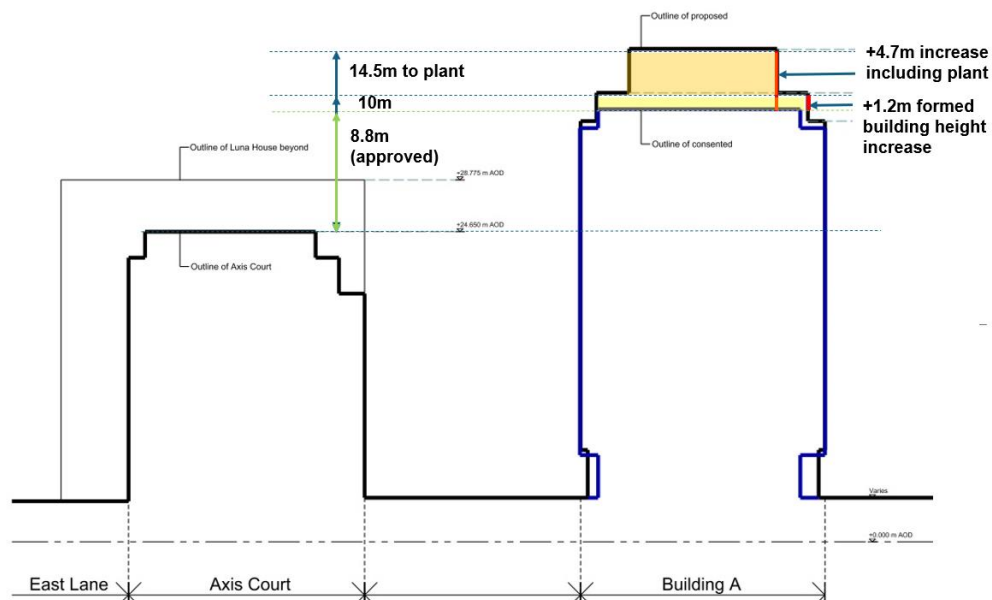 Outline of proposed
+4.7m increase
including plant
14.5m to plant
10m
+1.2m formed
building height
increase
8.8m
(approved)
Outline of consented
Outline of Luna House beyond
+28.775 m AOD
+24.650 m AOD
Outline of Axis Court
Varies
+0.000 m AOD
East Lane
Axis Court
Building A